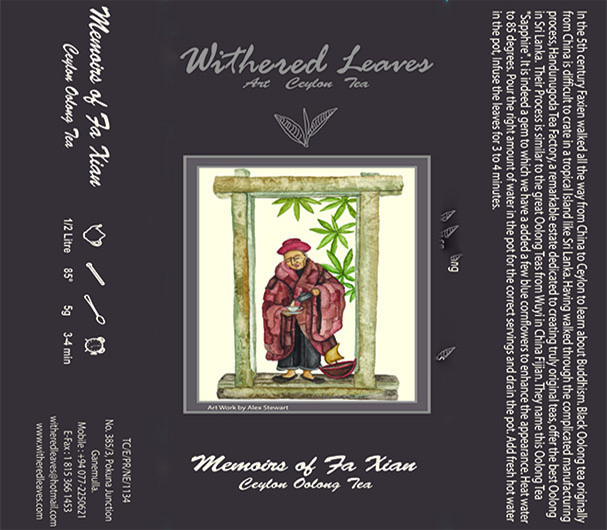 Memoirs of Fa Xian
Ceylon Oolong Tea
1/2 Litre 85° 5g 3-4 min
TC/EPR/NE/1134
No. 385/3, Pokuna Junction
Ganemulla.
Mobile : +94 077-2250621
E-Fax:1 815 366 1453
witheredleaves@hotmail.com
www.witheredleaves.com
Withered Leaves
Art Ceylon Tea
Art Work by Alex Stewart
Memoirs of Fa Xian
Ceylon Oolong Tea
In the 5th century Faxien walked all the way from China to Ceylon to learn about Buddhism. Black Oolong tea originally
from China is difficult to crate in a tropical Island like Sri Lanka. Having walked through the complicated manufacturing
process, Handunugoda Tea Factory, a remarkable estate dedicated to creating truly original teas, offer the best Oolong
in Sri Lanka. Their Process is similar to the great Oolong Teas from Wuyi in China Fijian. They name this Oolong Tea
"Sapphire". It is indeed a gem to which we have a added a few blue cornflowers to enhance the appearance. Heat water
to 85 degrees. Pour the right amount of water in the pot for the correct servings and drain the pot. Add fresh hot water
in the pot, Infuse the leaves for 3 to 4 minutes.